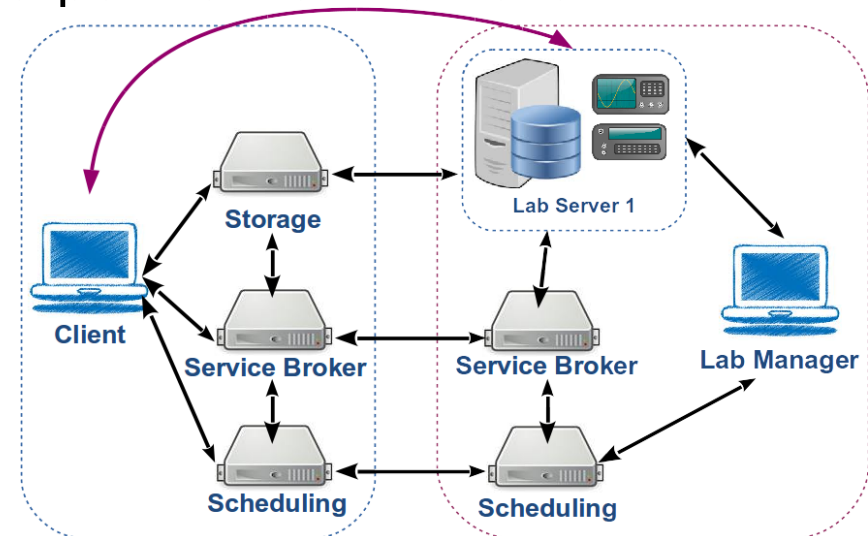 Lab Server 1
Storage
Client
Service Broker
Service Broker
Lab Manager
Scheduling
Scheduling